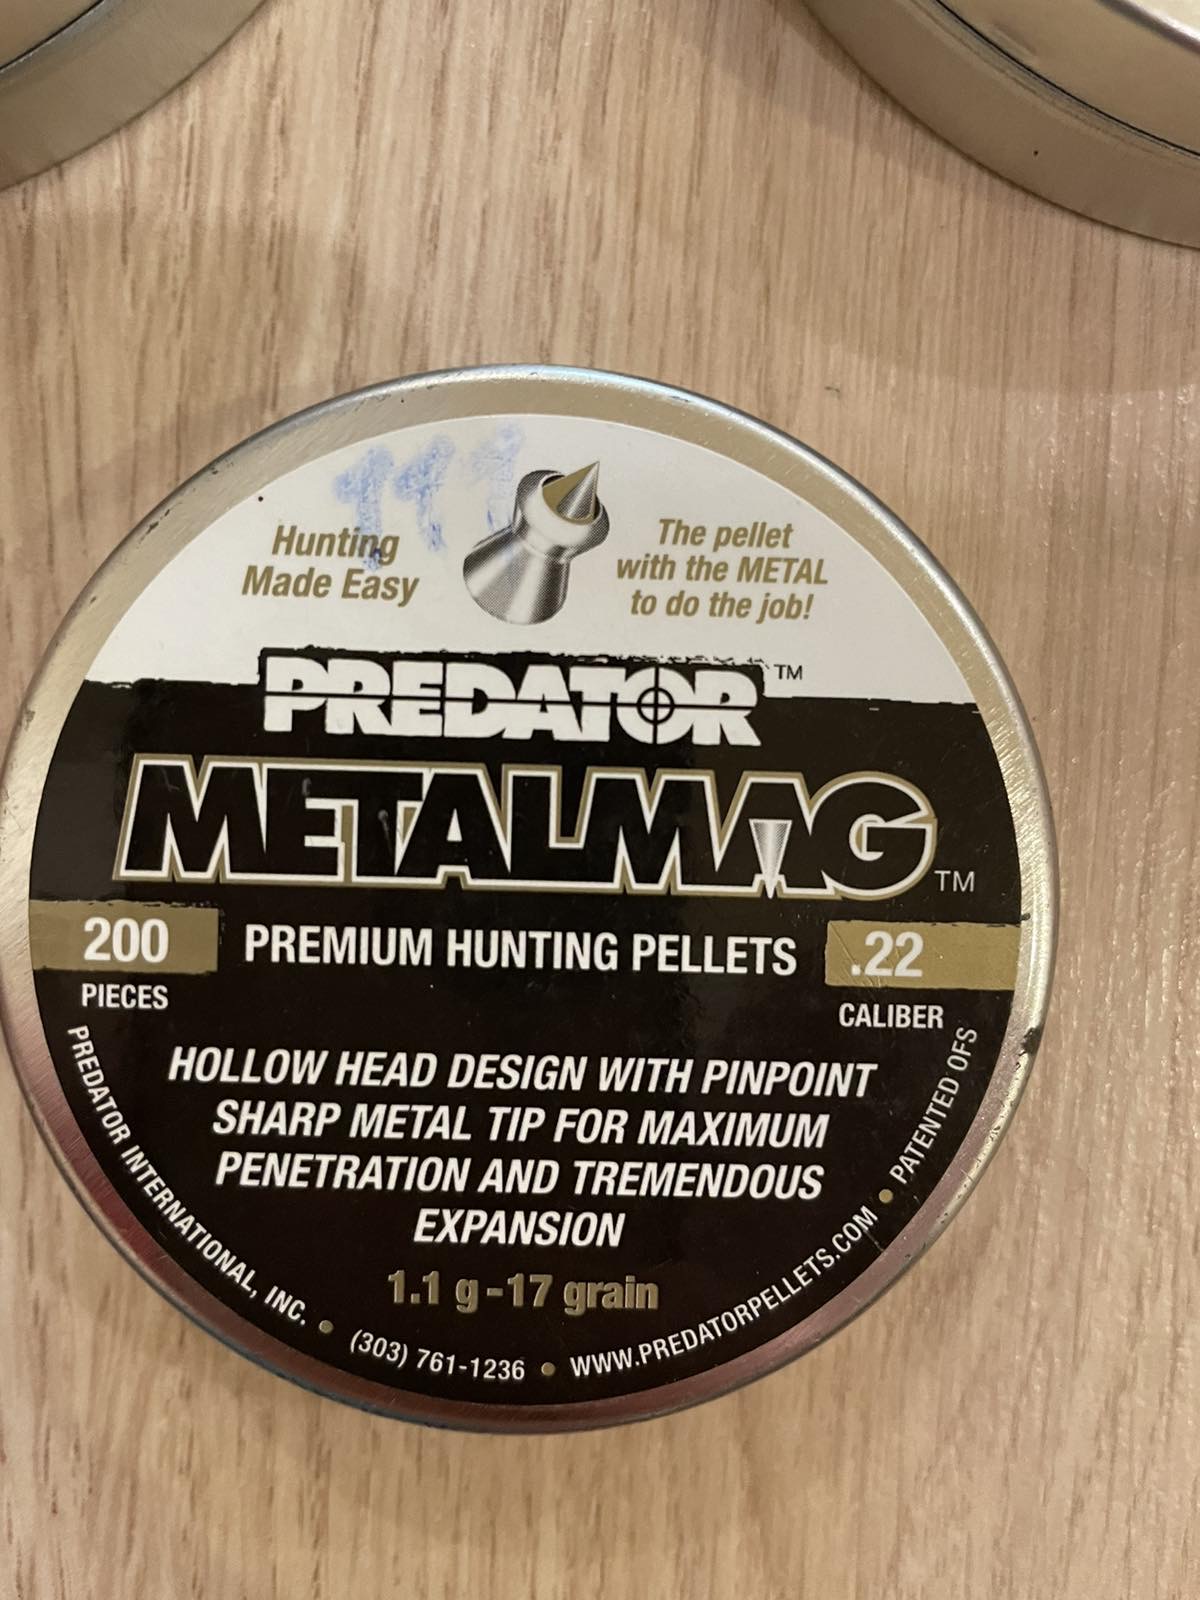 111
Hunting
Made Easy
The pellet
with the METAL
to do the job!
PREDATOR™
METALMAG™
200
PIECES
PREMIUM HUNTING PELLETS
.22
CALIBER
HOLLOW HEAD DESIGN WITH PINPOINT
SHARP METAL TIP FOR MAXIMUM
PENETRATION AND TREMENDOUS
EXPANSION
1.1 g-17 grain
PREDATOR INTERNATIONAL, INC. • (303) 761-1236 • WWW.PREDATORPELLETS.COM • PATENTED OFS